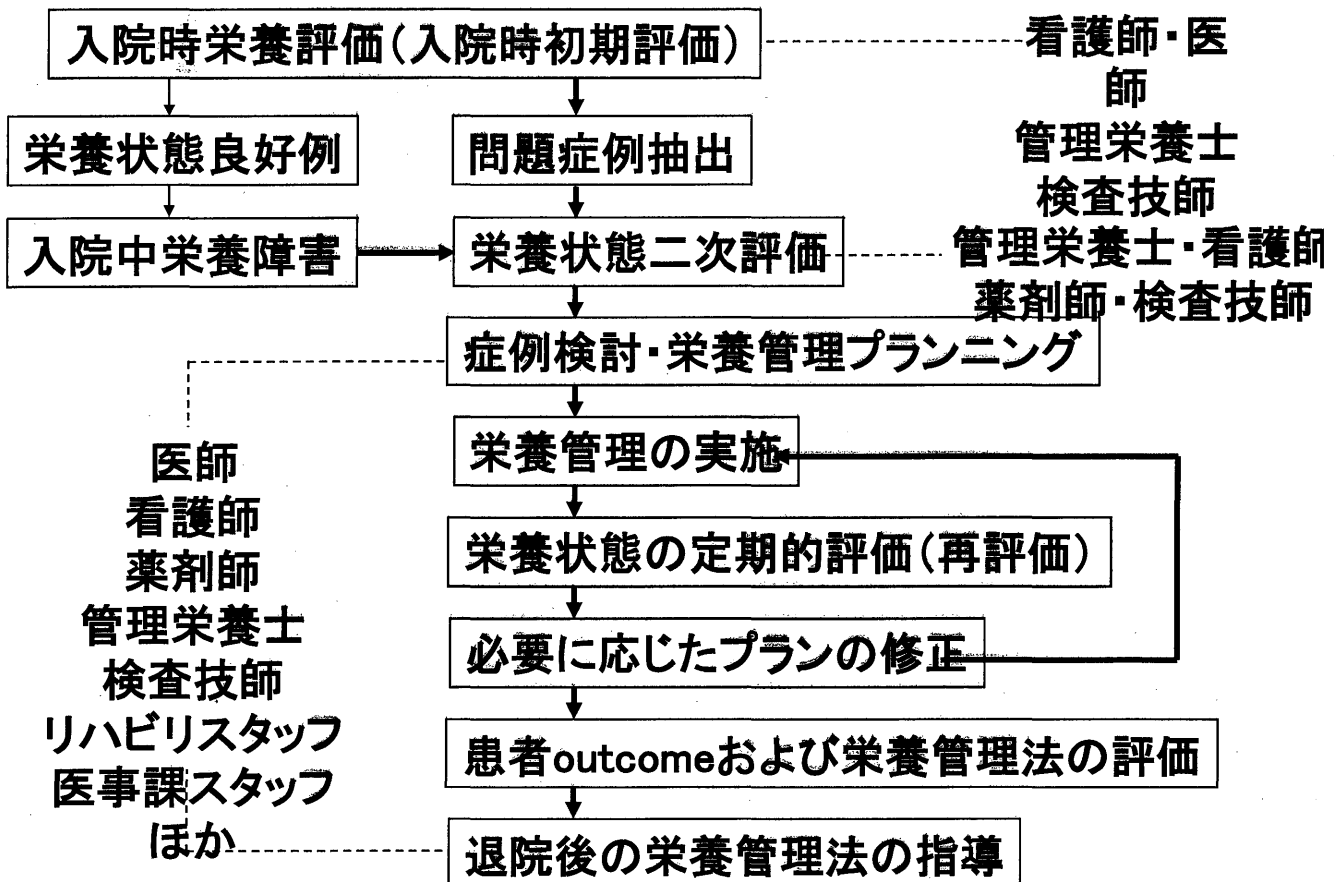 入院時栄養評価(入院時初期評価)
看護師・医
師
管理栄養士
検査技師
栄養状態良好例
問題症例抽出
入院中栄養障害
栄養状態二次評価
管理栄養士・看護師
薬剤師・検査技師
症例検討・栄養管理プランニング
栄養管理の実施
栄養状態の定期的評価(再評価)
必要に応じたプランの修正
患者outcomeおよび栄養管理法の評価
退院後の栄養管理法の指導
医師
看護師
薬剤師
管理栄養士
検査技師
リハビリスタッフ
医事課スタッフ
ほか